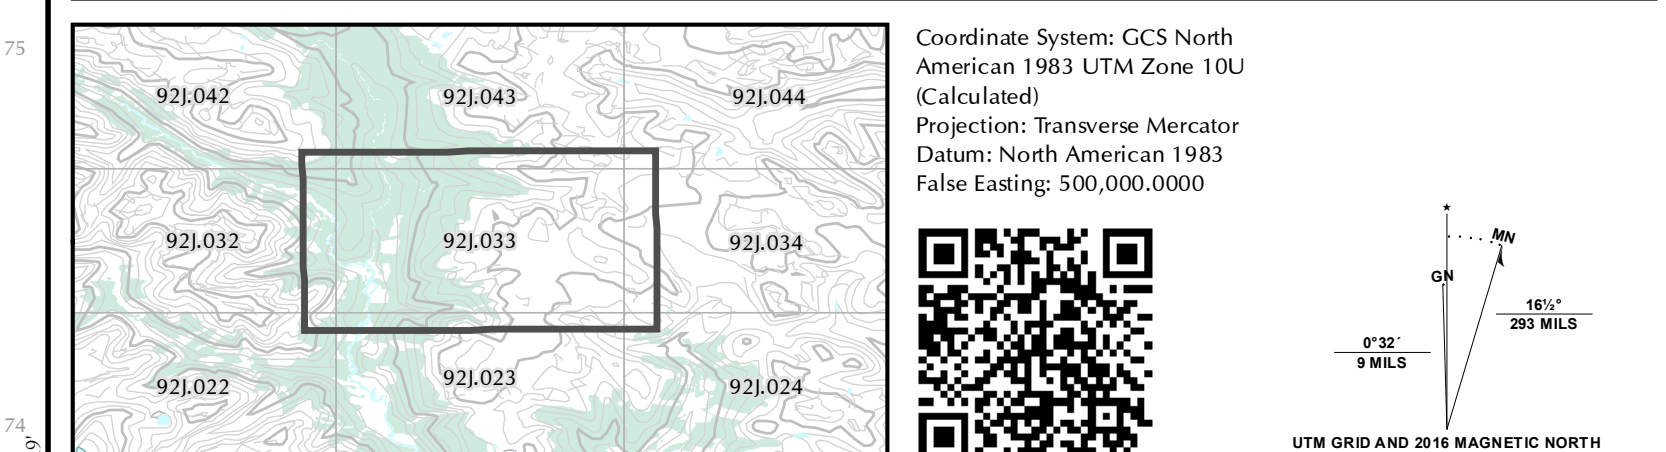 75
92J.042
92J.043
92J.044
92J.032
92J.033
92J.034
92J.022
92J.023
92J.024
74
9'
Coordinate System: GCS North
American 1983 UTM Zone 10U
(Calculated)
Projection: Transverse Mercator
Datum: North American 1983
False Easting: 500,000.0000
MN
GN
16½°
293 MILS
0°32´
9 MILS
UTM GRID AND 2016 MAGNETIC NORTH